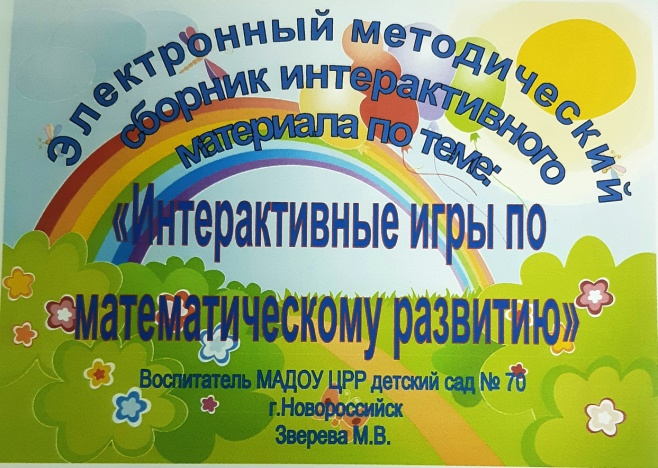 Электронный методический
сборник интерактивного
материала по теме:
«Интерактивные игры по
математическому развитию»
Воспитатель МАДОУ ЦРР детский сад № 70
г.Новороссийск
Зверева М.В.